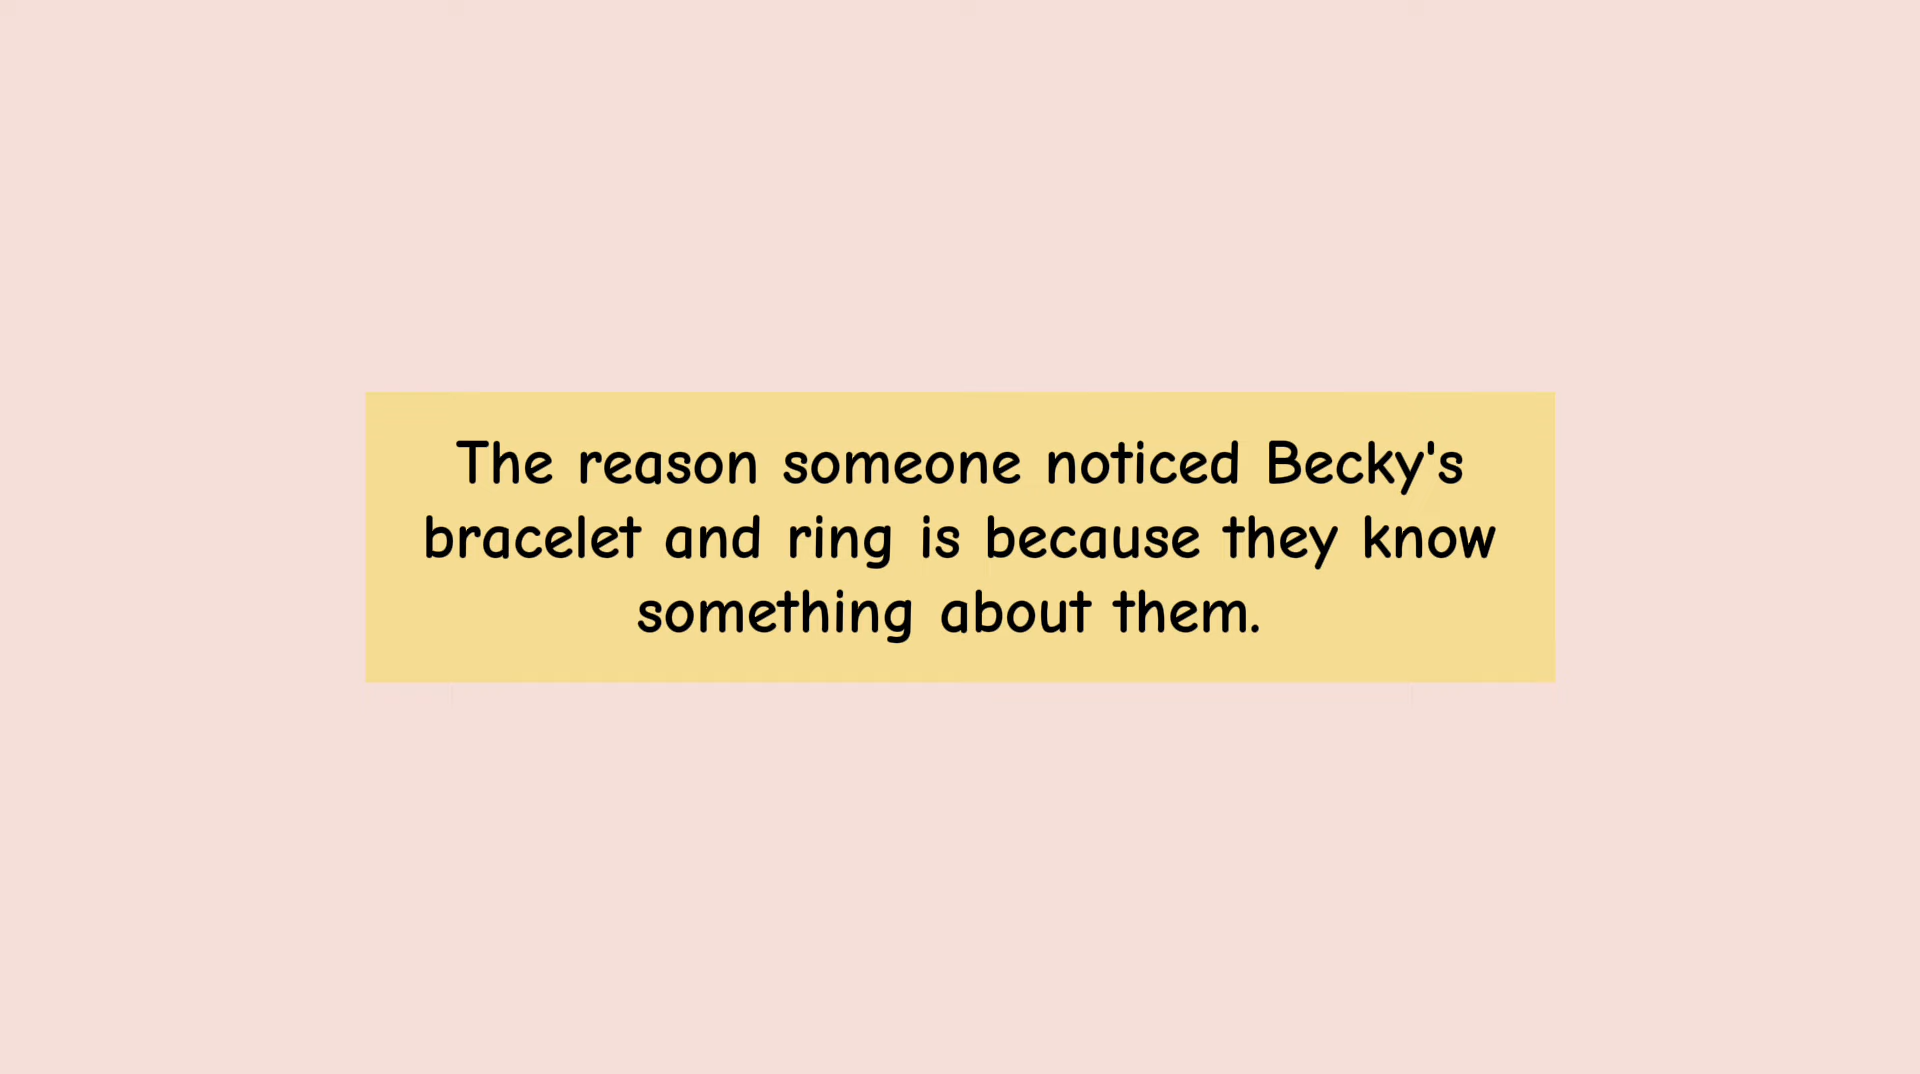 The reason someone noticed Becky's
bracelet and ring is because they know
something about them.